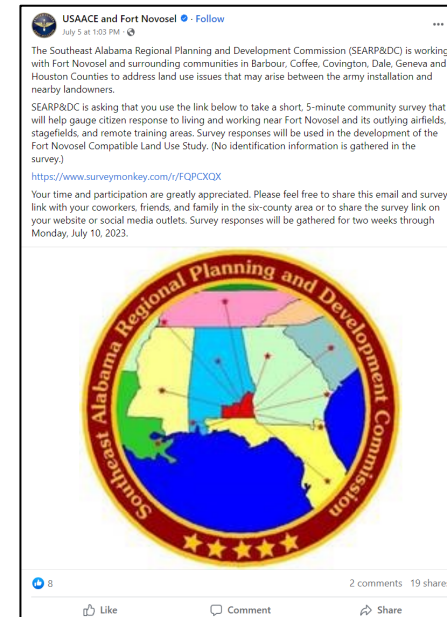 USAACE and Fort Novosel · Follow
July 5 at 1:03 PM ·
The Southeast Alabama Regional Planning and Development Commission (SEARP&DC) is working
with Fort Novosel and surrounding communities in Barbour, Coffee, Covington, Dale, Geneva and
Houston Counties to address land use issues that may arise between the army installation and
nearby landowners.
SEARP&DC is asking that you use the link below to take a short, 5-minute community survey that
will help gauge citizen response to living and working near Fort Novosel and its outlying airfields,
stagefields, and remote training areas. Survey responses will be used in the development of the
Fort Novosel Compatible Land Use Study. (No identification information is gathered in the
survey.)
https://www.surveymonkey.com/r/FQPCXQX
Your time and participation are greatly appreciated. Please feel free to share this email and survey
link with your coworkers, friends, and family in the six-county area or to share the survey link on
your website or social media outlets. Survey responses will be gathered for two weeks through
Monday, July 10, 2023.
Southeast Alabama Regional Planning and Development Commission
8
2 comments 19 shares
Like Comment Share